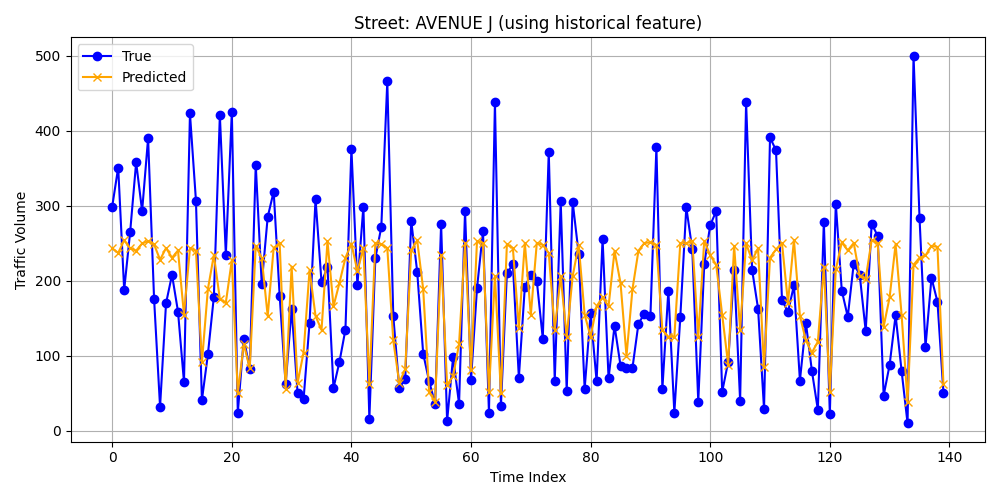 Street: AVENUE J (using historical feature)
True
Predicted
Traffic Volume
500
400
300
200
100
0
0 20 40 60 80 100 120 140
Time Index